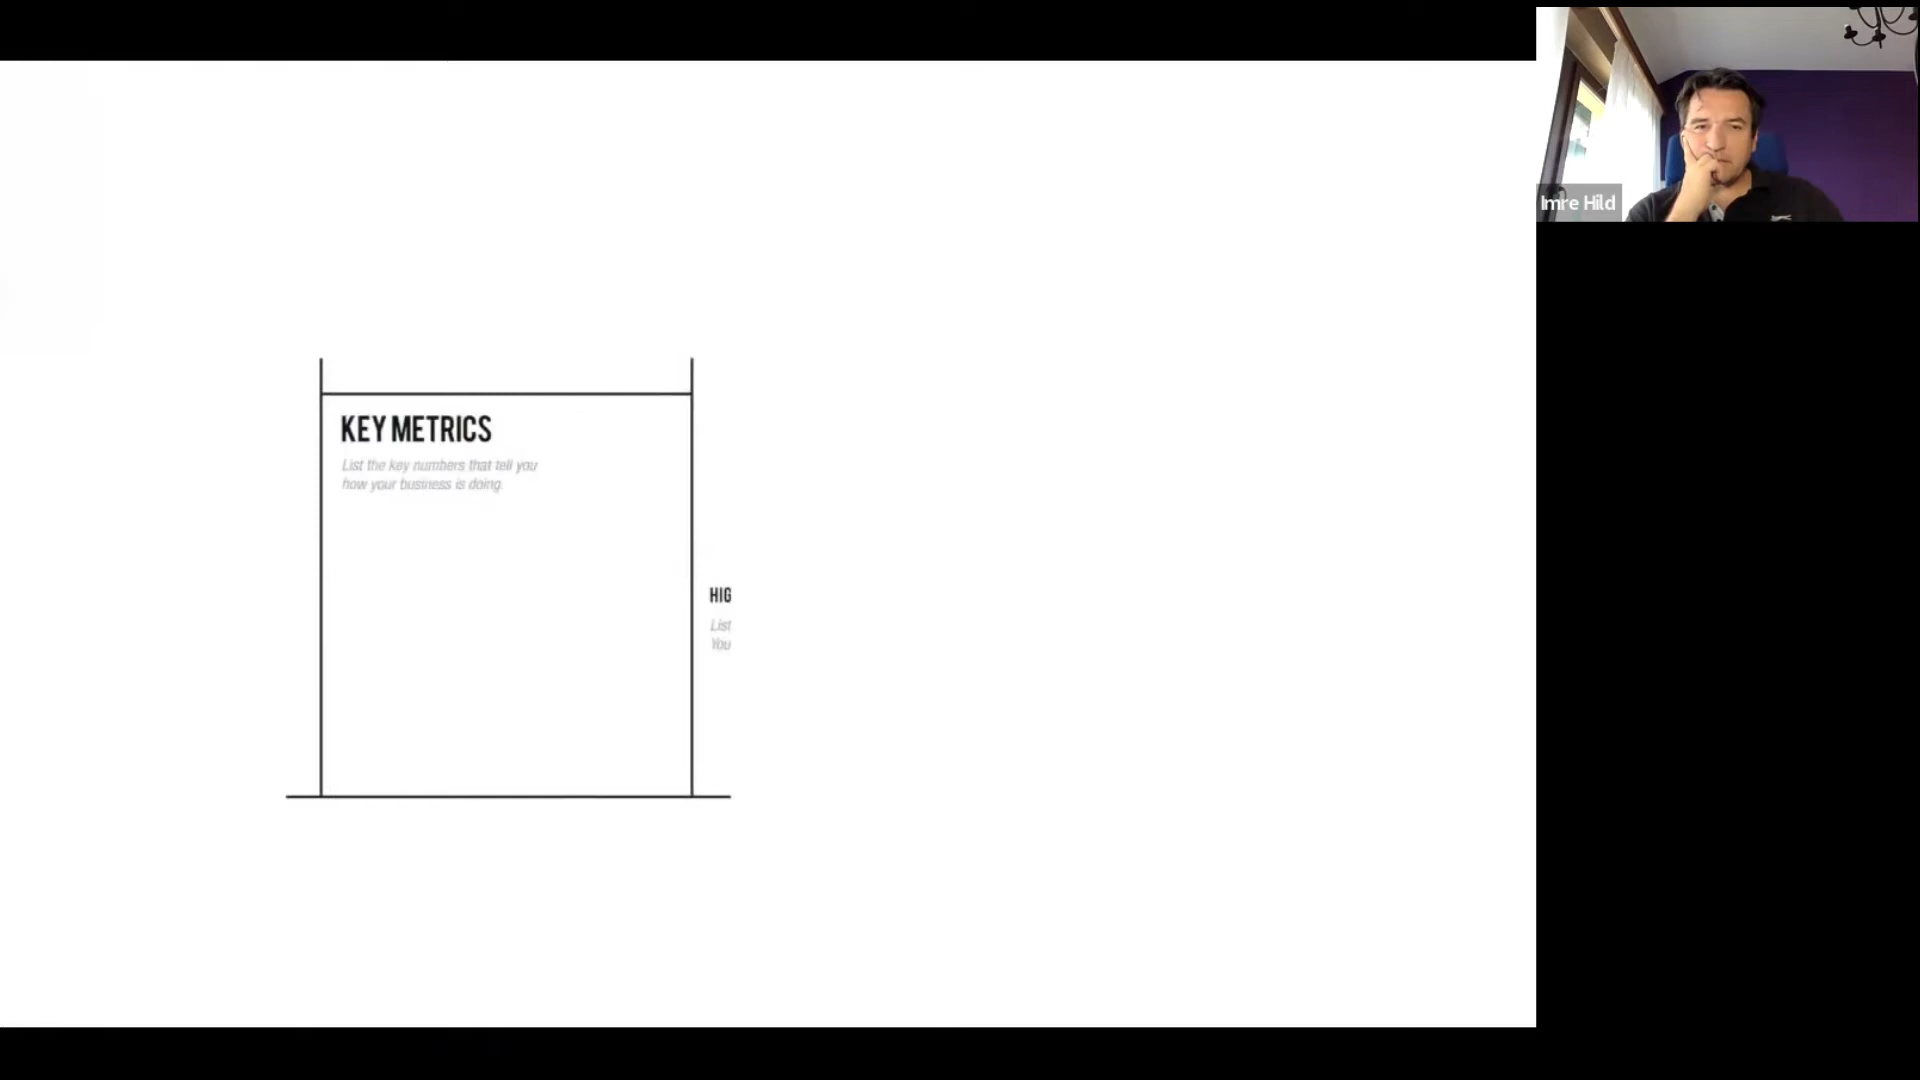 KEY METRICS
List the key numbers that tell you
how your business is doing.
HIG
List
You
Imre Hild